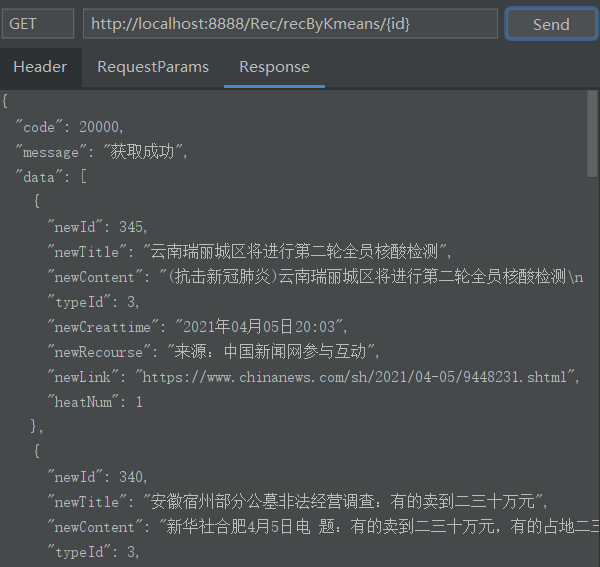 GET http://localhost:8888/Rec/recByKmeans/{id} Send
Header RequestParams Response
{
"code": 20000,
"message": "获取成功",
"data": [
{
"newId": 345,
"newTitle": "云南瑞丽城区将进行第二轮全员核酸检测",
"newContent": "(抗击新冠肺炎)云南瑞丽城区将进行第二轮全员核酸检测\n
"typeId": 3,
"newCreattime": "2021年04月05日20:03",
"newRecourse": "来源: 中国新闻网参与互动",
"newLink": "https://www.chinanews.com/sh/2021/04-05/9448231.shtml",
"heatNum": 1
},
{
"newId": 340,
"newTitle": "安徽宿州部分公墓非法经营调查: 有的卖到二三十万元",
"newContent": "新华社合肥4月5日电 题: 有的卖到二三十万元, 有的占地二三
"typeId": 3,